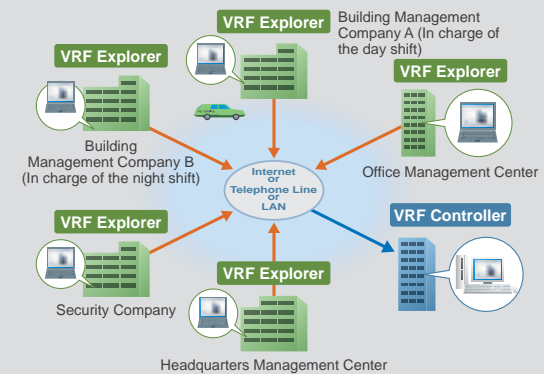 VRF Explorer
Building Management
Company A (In charge of
the day shift)
VRF Explorer
Building
Management Company B
(In charge of the night shift)
VRF Explorer
Office Management Center
Internet
or
Telephone Line
or
LAN
VRF Explorer
Security Company
VRF Controller
VRF Explorer
Headquarters Management Center